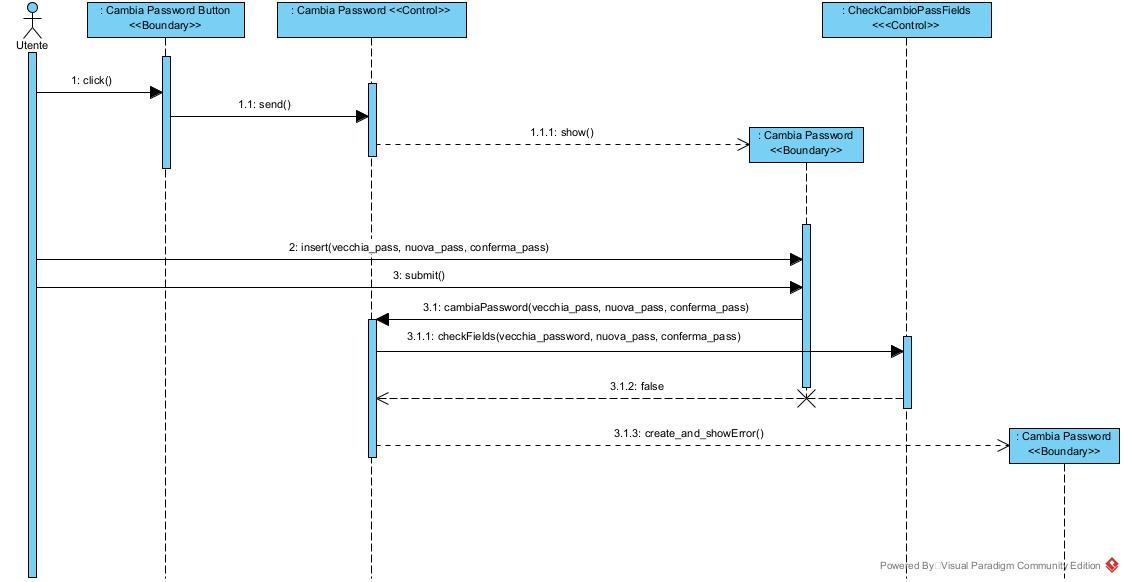 : Cambia Password Button
<<Boundary>>
: Cambia Password <<Control>>
: CheckCambioPassFields
<<<Control>>
Utente
1: click()
1.1: send()
1.1.1: show()
: Cambia Password
<<Boundary>>
2: insert(vecchia_pass, nuova_pass, conferma_pass)
3: submit()
3.1: cambiaPassword(vecchia_pass, nuova_pass, conferma_pass)
3.1.1: checkFields(vecchia_password, nuova_pass, conferma_pass)
3.1.2: false
3.1.3: create_and_showError()
: Cambia Password
<<Boundary>>
Powered By Visual Paradigm Community Edition